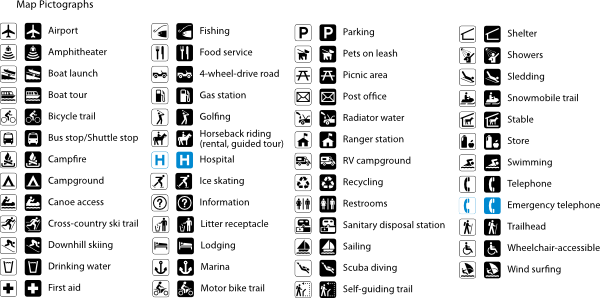 Map Pictographs
Airport
Amphitheater
Boat launch
Boat tour
Bicycle trail
Bus stop/Shuttle stop
Campfire
Campground
Canoe access
Cross-country ski trail
Downhill skiing
Drinking water
First aid
Fishing
Food service
4-wheel-drive road
Gas station
Golfing
Horseback riding
(rental, guided tour)
H H Hospital
Ice skating
? ? Information
Litter receptacle
Lodging
Marina
Motor bike trail
P P Parking
Pets on leash
Picnic area
Post office
Radiator water
Ranger station
RV campground
Recycling
Restrooms
Sanitary disposal station
Sailing
Scuba diving
Self-guiding trail
Shelter
Showers
Sledding
Snowmobile trail
Stable
Store
Swimming
Telephone
Emergency telephone
Trailhead
Wheelchair-accessible
Wind surfing